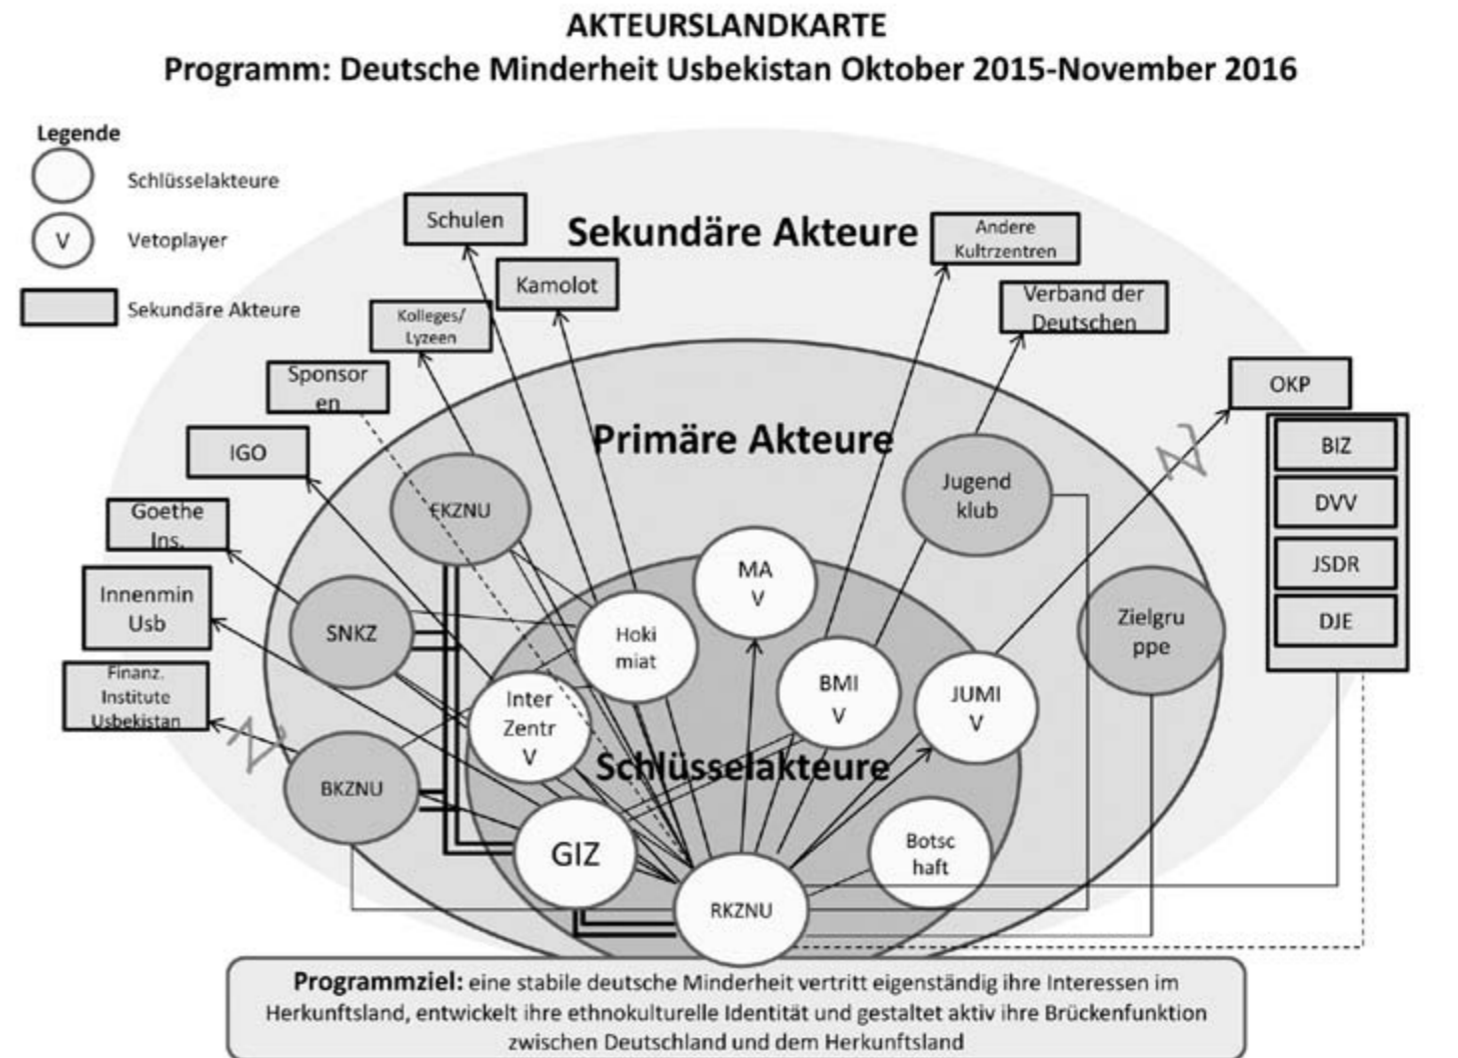 AKTEURSLANDKARTE
Programm: Deutsche Minderheit Usbekistan Oktober 2015-November 2016
Legende
Schlüsselakteure
V
Vetoplayer
Sekundäre Akteure
Schulen
Sekundäre Akteure
Andere
Kultrzentren
Kamolot
Verband der
Deutschen
Kolleges/
Lyzeen
Sponsor
en
OKP
IGO
Primäre Akteure
BIZ
DVV
JSDR
DJE
Goethe
Ins.
FKZNU
Jugend
klub
Innenmin
Usb
SNKZ
Hoki
miat
MA
V
Zielgru
ppe
Finanz.
Institute
Usbekistan
Inter
Zentr
V
BMI
V
JUMI
V
Schlüsselakteure
BKZNU
GIZ
Botsc
haft
RKZNU
Programmziel: eine stabile deutsche Minderheit vertritt eigenständig ihre Interessen im
Herkunftsland, entwickelt ihre ethnokulturelle Identität und gestaltet aktiv ihre Brückenfunktion
zwischen Deutschland und dem Herkunftsland